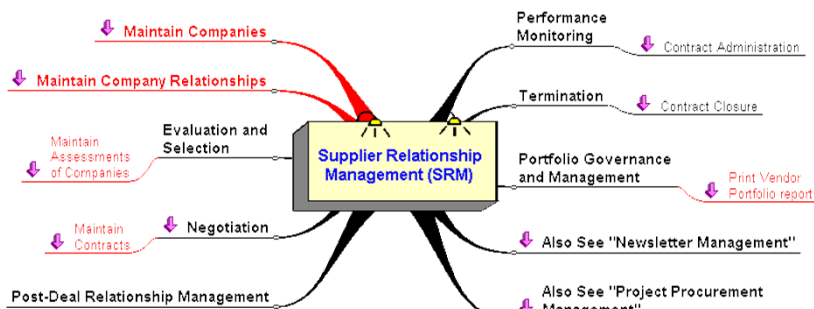 Maintain Companies
Maintain Company Relationships
Evaluation and
Selection
Maintain
Assessments
of Companies
Negotiation
Maintain
Contracts
Post-Deal Relationship Management
Supplier Relationship
Management (SRM)
Performance
Monitoring
Contract Administration
Termination
Contract Closure
Portfolio Governance
and Management
Print Vendor
Portfolio report
Also See "Newsletter Management"
Also See "Project Procurement
Management"